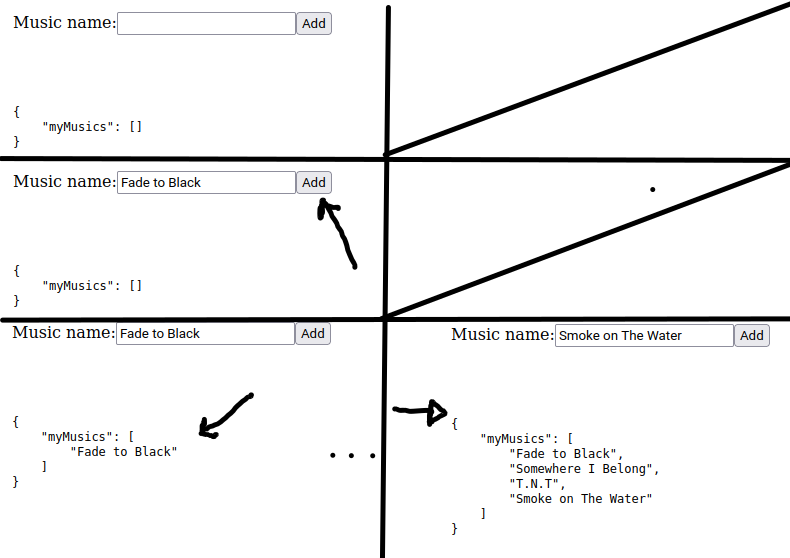 Music name: Add
{
    "myMusics": []
}
Music name: Fade to Black Add
{
    "myMusics": []
}
Music name: Fade to Black Add
{
    "myMusics": [
        "Fade to Black"
    ]
}
. . .
Music name: Smoke on The Water Add
{
    "myMusics": [
        "Fade to Black",
        "Somewhere I Belong",
        "T.N.T",
        "Smoke on The Water"
    ]
}